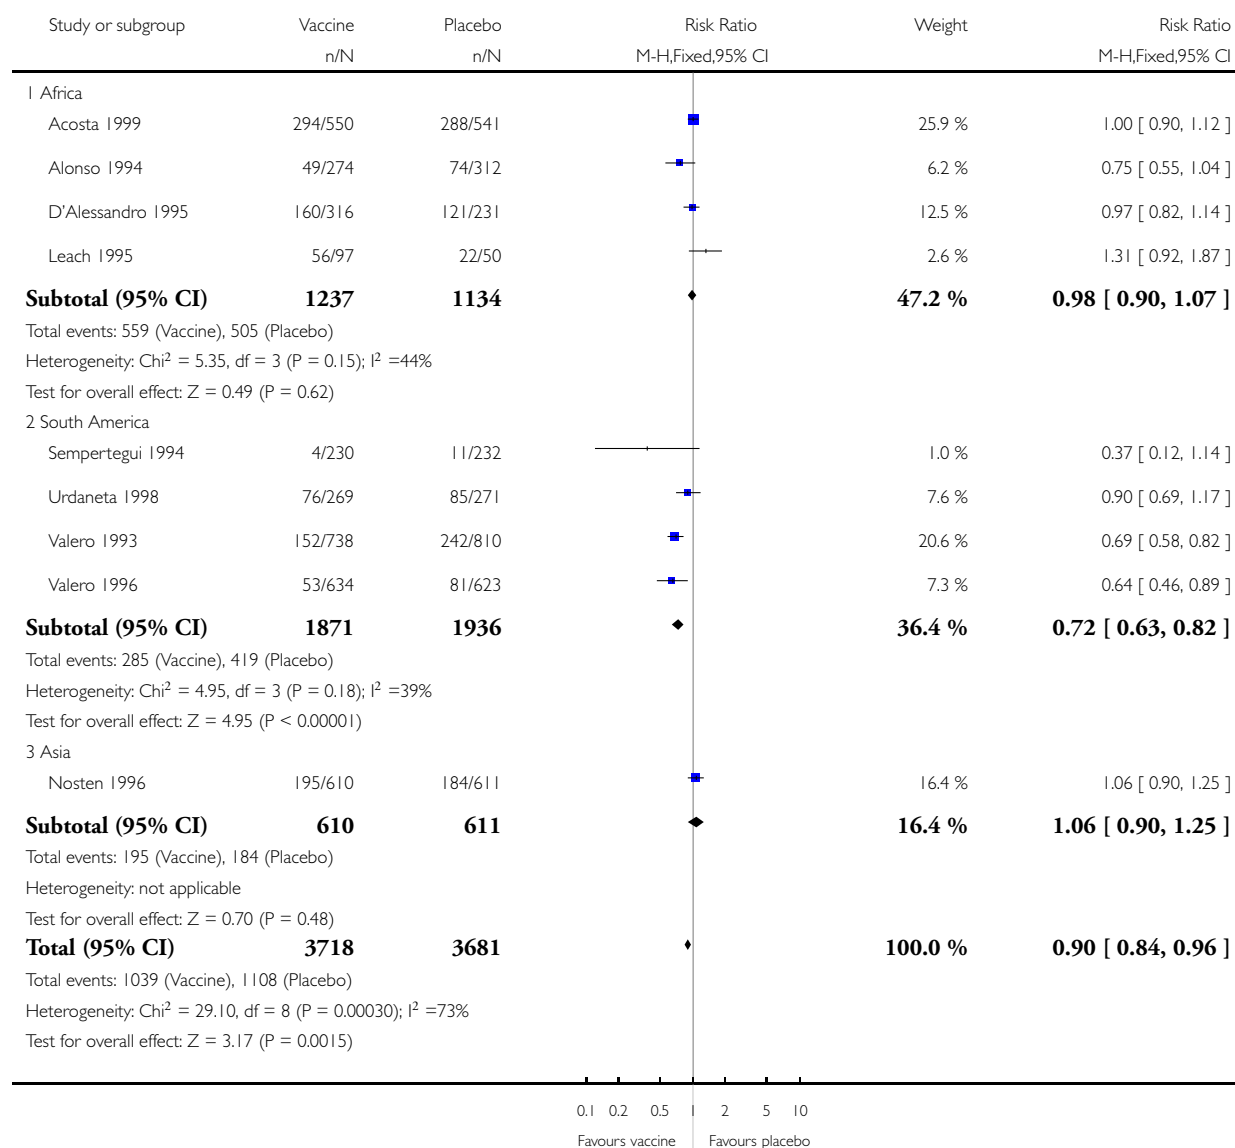 Study or subgroup Vaccine Placebo Risk Ratio Weight Risk Ratio
n/N n/N M-H,Fixed,95% CI M-H,Fixed,95% CI
1 Africa
Acosta 1999 294/550 288/541 25.9 % 1.00 [ 0.90, 1.12 ]
Alonso 1994 49/274 74/312 6.2 % 0.75 [ 0.55, 1.04 ]
D'Alessandro 1995 160/316 121/231 12.5 % 0.97 [ 0.82, 1.14 ]
Leach 1995 56/97 22/50 2.6 % 1.31 [ 0.92, 1.87 ]
Subtotal (95% CI) 1237 1134 47.2 % 0.98 [ 0.90, 1.07 ]
Total events: 559 (Vaccine), 505 (Placebo)
Heterogeneity: Chi² = 5.35, df = 3 (P = 0.15); I² =44%
Test for overall effect: Z = 0.49 (P = 0.62)
2 South America
Sempertegui 1994 4/230 11/232 1.0 % 0.37 [ 0.12, 1.14 ]
Urdaneta 1998 76/269 85/271 7.6 % 0.90 [ 0.69, 1.17 ]
Valero 1993 152/738 242/810 20.6 % 0.69 [ 0.58, 0.82 ]
Valero 1996 53/634 81/623 7.3 % 0.64 [ 0.46, 0.89 ]
Subtotal (95% CI) 1871 1936 36.4 % 0.72 [ 0.63, 0.82 ]
Total events: 285 (Vaccine), 419 (Placebo)
Heterogeneity: Chi² = 4.95, df = 3 (P = 0.18); I² =39%
Test for overall effect: Z = 4.95 (P < 0.00001)
3 Asia
Nosten 1996 195/610 184/611 16.4 % 1.06 [ 0.90, 1.25 ]
Subtotal (95% CI) 610 611 16.4 % 1.06 [ 0.90, 1.25 ]
Total events: 195 (Vaccine), 184 (Placebo)
Heterogeneity: not applicable
Test for overall effect: Z = 0.70 (P = 0.48)
Total (95% CI) 3718 3681 100.0 % 0.90 [ 0.84, 0.96 ]
Total events: 1039 (Vaccine), 1108 (Placebo)
Heterogeneity: Chi² = 29.10, df = 8 (P = 0.00030); I² =73%
Test for overall effect: Z = 3.17 (P = 0.0015)
0.1 0.2 0.5 1 2 5 10
Favours vaccine Favours placebo